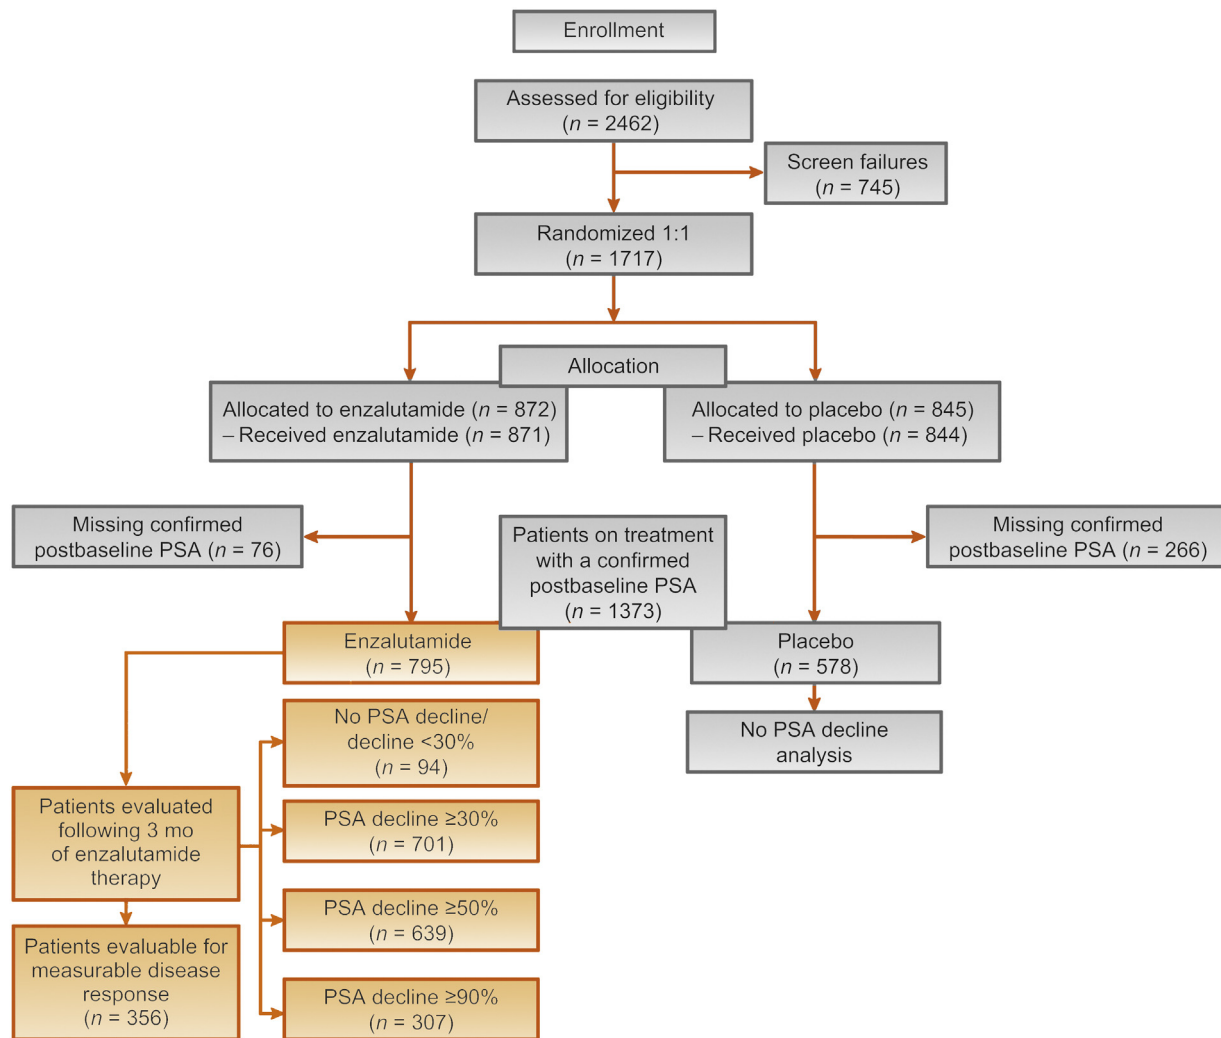 Enrollment
Assessed for eligibility
(n = 2462)
Screen failures
(n = 745)
Randomized 1:1
(n = 1717)
Allocation
Allocated to enzalutamide (n = 872)
– Received enzalutamide (n = 871)
Allocated to placebo (n = 845)
– Received placebo (n = 844)
Missing confirmed
postbaseline PSA (n = 76)
Patients on treatment
with a confirmed
postbaseline PSA
(n = 1373)
Missing confirmed
postbaseline PSA (n = 266)
Enzalutamide
(n = 795)
Placebo
(n = 578)
No PSA decline/
decline <30%
(n = 94)
No PSA decline
analysis
Patients evaluated
following 3 mo
of enzalutamide
therapy
PSA decline ≥30%
(n = 701)
PSA decline ≥50%
(n = 639)
Patients evaluable for
measurable disease
response
(n = 356)
PSA decline ≥90%
(n = 307)